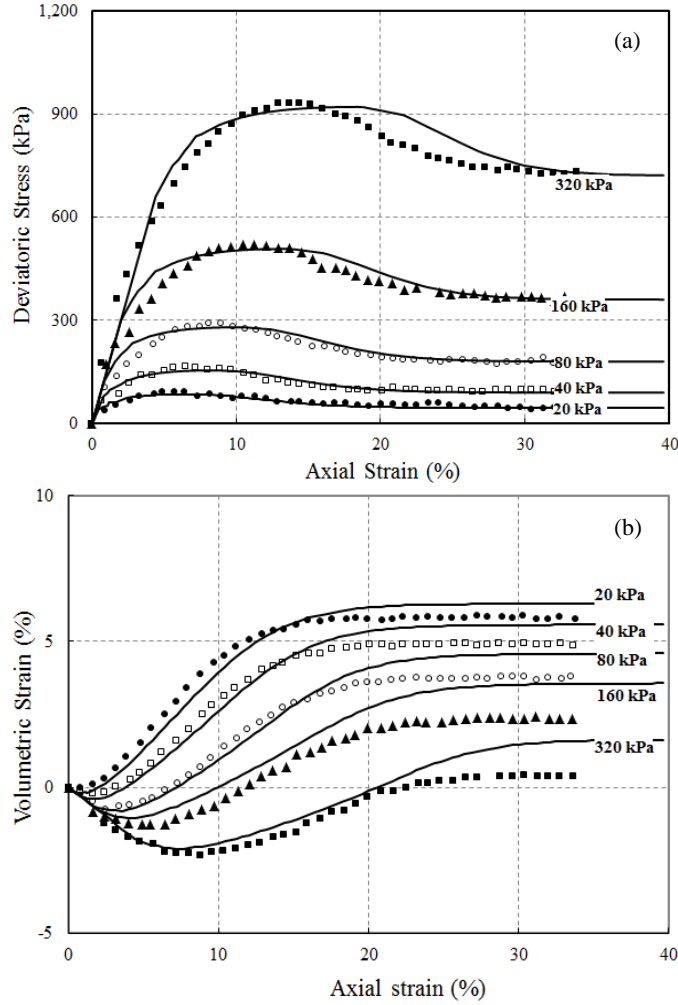 1,200
(a)
900
600
300
0
Deviatoric Stress (kPa)
320 kPa
160 kPa
80 kPa
40 kPa
20 kPa
0
10
20
30
40
Axial Strain (%)
10
(b)
5
0
-5
Volumetric Strain (%)
20 kPa
40 kPa
80 kPa
160 kPa
320 kPa
0
10
20
30
40
Axial strain (%)